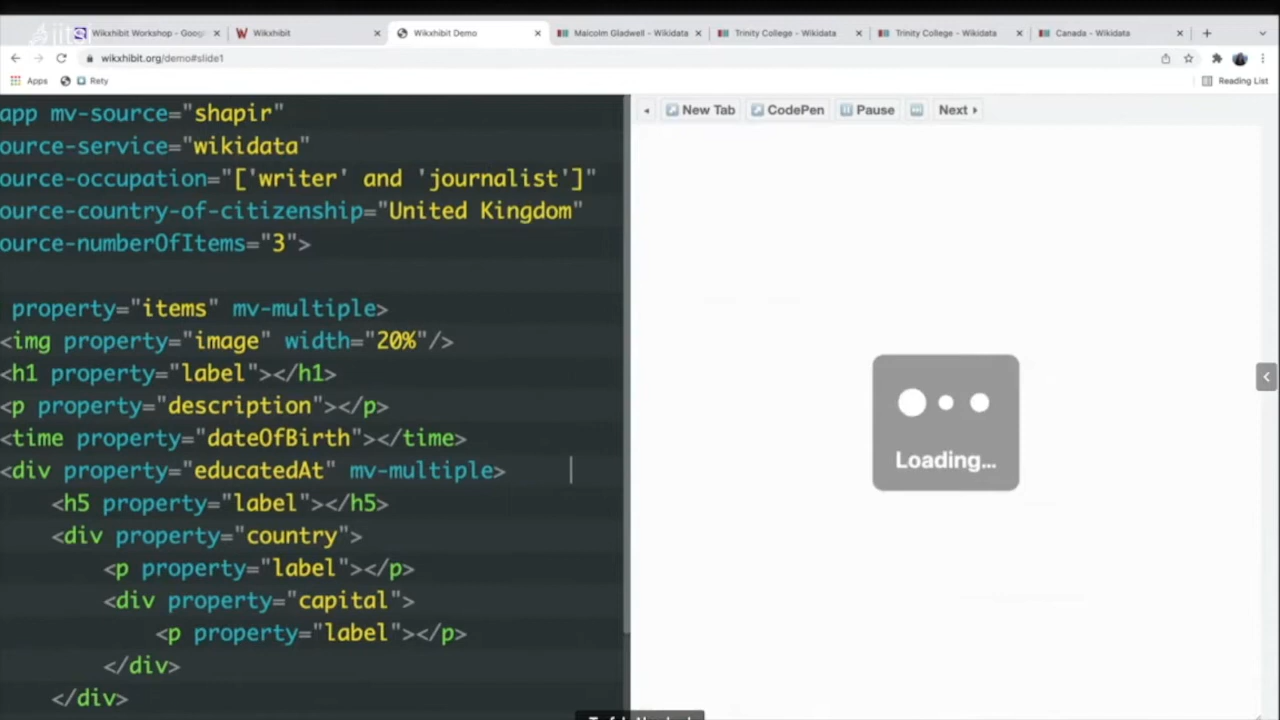 Wikxhibit Workshop - Goog
Wikxhibit
Wikxhibit Demo
Malcolm Gladwell - Wikidata
Trinity College - Wikidata
Trinity College - Wikidata
Canada - Wikidata
wikxhibit.org/demo#slide1
Apps
Rety
Reading List
app mv-source="shapir"
ource-service="wikidata"
ource-occupation="['writer' and 'journalist']"
ource-country-of-citizenship="United Kingdom"
ource-numberOfItems="3">
property="items" mv-multiple>
<img property="image" width="20%"/>
<h1 property="label"></h1>
<p property="description"></p>
<time property="dateOfBirth"></time>
<div property="educatedAt" mv-multiple>
<h5 property="label"></h5>
<div property="country">
<p property="label"></p>
<div property="capital">
<p property="label"></p>
</div>
</div>
New Tab
CodePen
Pause
Next
Loading...